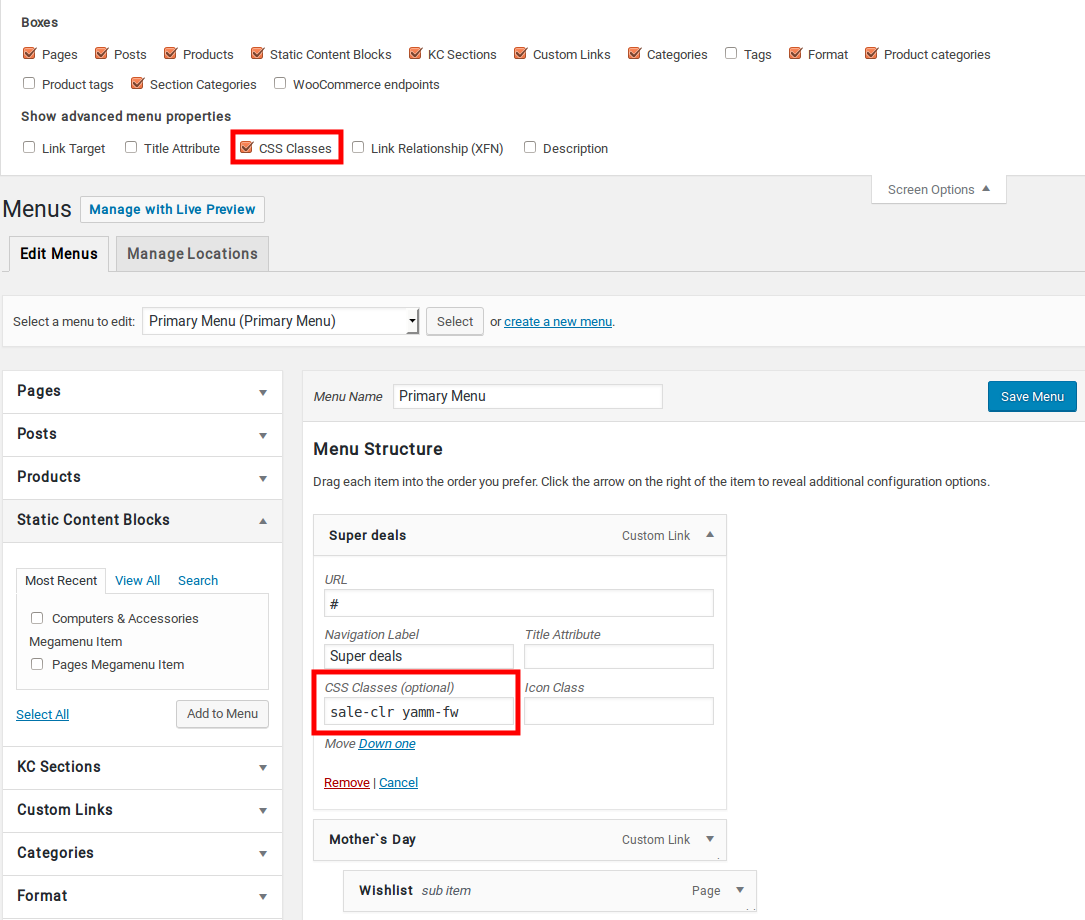 Boxes
Pages Posts Products Static Content Blocks KC Sections Custom Links Categories Tags Format Product categories
Product tags Section Categories WooCommerce endpoints
Show advanced menu properties
Link Target Title Attribute CSS Classes Link Relationship (XFN) Description
Screen Options
Menus Manage with Live Preview
Edit Menus Manage Locations
Select a menu to edit: Primary Menu (Primary Menu) Select or create a new menu.
Pages
Posts
Products
Static Content Blocks
Most Recent View All Search
Computers & Accessories
Megamenu Item
Pages Megamenu Item
Select All Add to Menu
KC Sections
Custom Links
Categories
Format
Menu Name Primary Menu Save Menu
Menu Structure
Drag each item into the order you prefer. Click the arrow on the right of the item to reveal additional configuration options.
Super deals Custom Link
URL
#
Navigation Label Title Attribute
Super deals
CSS Classes (optional) Icon Class
sale-clr yamm-fw
Move Down one
Remove | Cancel
Mother`s Day Custom Link
Wishlist sub item Page